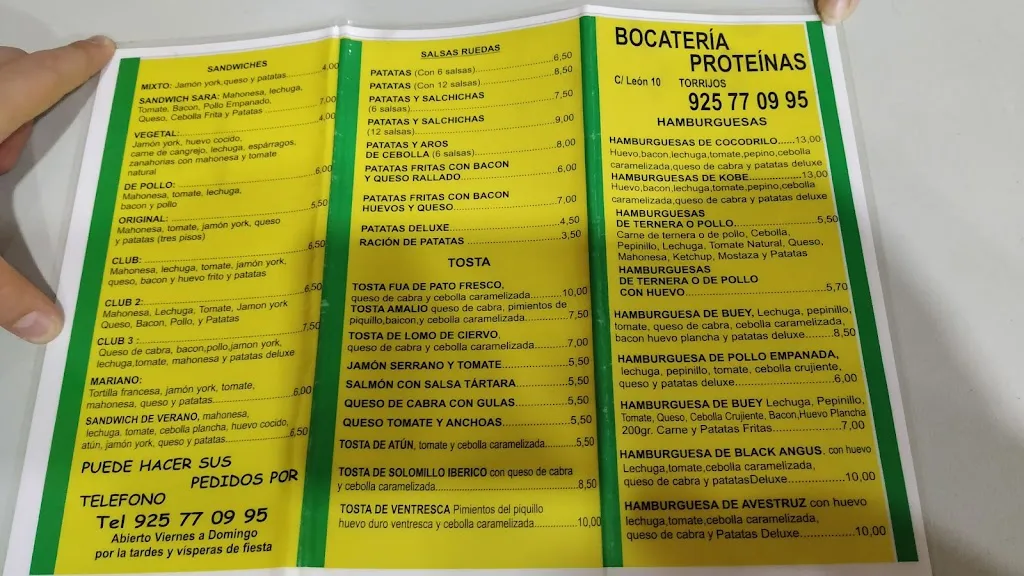 SANDWICHES
MIXTO: Jamón york,queso y patatas 4,00
SANDWICH SARA: Mahonesa, lechuga,
Tomate, Bacon, Pollo Empanado,
Queso, Cebolla Frita y Patatas 7,00
VEGETAL: 4,00
Jamón york, huevo cocido,
carne de cangrejo, lechuga, espárragos,
zanahorias con mahonesa y tomate
natural
DE POLLO: 6,00
Mahonesa, tomate, lechuga,
bacon y pollo
ORIGINAL: 5,50
Mahonesa, tomate, jamón york, queso
y patatas (tres pisos)
CLUB: 6,50
Mahonesa, lechuga, tomate, jamón york,
queso, bacon y huevo frito y patatas
CLUB 2: 6,50
Mahonesa, Lechuga, Tomate, Jamon york
Queso, Bacon, Pollo, y Patatas
CLUB 3 : 7,50
Queso de cabra, bacon,pollo,jamon york,
lechuga,tomate, mahonesa y patatas deluxe
MARIANO:
Tortilla francesa, jamón york, tomate,
mahonesa, queso y patatas 6,00
SANDWICH DE VERANO, mahonesa,
lechuga, tomate, cebolla plancha, huevo cocido,
atún, jamón york, queso y patatas 6,50
PUEDE HACER SUS
PEDIDOS POR
TELEFONO
Tel 925 77 09 95
Abierto Viernes a Domingo
por la tardes y visperas de fiesta
SALSAS RUEDAS
PATATAS (Con 6 salsas) 6,50
PATATAS (Con 12 salsas) 8,50
PATATAS Y SALCHICHAS
(6 salsas) 7,50
PATATAS Y SALCHICHAS
(12 salsas) 9,00
PATATAS Y AROS
DE CEBOLLA (6 salsas) 8,00
PATATAS FRITAS CON BACON
Y QUESO RALLADO 6,00
PATATAS FRITAS CON BACON
HUEVOS Y QUESO 7,00
PATATAS DELUXE 4,50
RACIÓN DE PATATAS 3,50
TOSTA
TOSTA FUA DE PATO FRESCO,
queso de cabra y cebolla caramelizada 10,00
TOSTA AMALIO queso de cabra, pimientos de
piquillo,baicon,y cebolla caramelizada 7,50
TOSTA DE LOMO DE CIERVO,
queso de cabra y cebolla caramelizada 7,00
JAMÓN SERRANO Y TOMATE 5,50
SALMÓN CON SALSA TÁRTARA 5,50
QUESO DE CABRA CON GULAS 5,50
QUESO TOMATE Y ANCHOAS 5,50
TOSTA DE ATÚN, tomate y cebolla caramelizada 5,50
TOSTA DE SOLOMILLO IBERICO con queso de cabra
y cebolla caramelizada 8,50
TOSTA DE VENTRESCA Pimientos del piquillo
huevo duro ventresca y cebolla caramelizada 10,00
BOCATERÍA
PROTEÍNAS
C/ León 10 TORRIJOS
925 77 09 95
HAMBURGUESAS
HAMBURGUESAS DE COCODRILO 13,00
Huevo,bacon,lechuga,tomate,pepino,cebolla
caramelizada,queso de cabra y patatas deluxe
HAMBURGUESAS DE KOBE 13,00
Huevo,bacon,lechuga,tomate,pepino,cebolla
caramelizada,queso de cabra y patatas deluxe
HAMBURGUESAS
DE TERNERA O POLLO 5,50
Carne de ternera o de pollo, Cebolla,
Pepinillo, Lechuga, Tomate Natural, Queso,
Mahonesa, Ketchup, Mostaza y Patatas
HAMBURGUESAS
DE TERNERA O DE POLLO
CON HUEVO 5,70
HAMBURGUESA DE BUEY, Lechuga, pepinillo,
tomate, queso de cabra, cebolla caramelizada,
bacon huevo plancha y patatas deluxe 8,50
HAMBURGUESA DE POLLO EMPANADA,
lechuga, pepinillo, tomate, cebolla crujiente,
queso y patatas deluxe 6,00
HAMBURGUESA DE BUEY Lechuga, Pepinillo,
Tomate, Queso, Cebolla Crujiente, Bacon,Huevo Plancha
200gr. Carne y Patatas Fritas 7,00
HAMBURGUESA DE BLACK ANGUS. con huevo
Lechuga,tomate,cebolla caramelizada,
queso de cabra y patatasDeluxe 10,00
HAMBURGUESA DE AVESTRUZ con huevo
lechuga,tomate,cebolla caramelizada,
queso de cabra y Patatas Deluxe 10,00